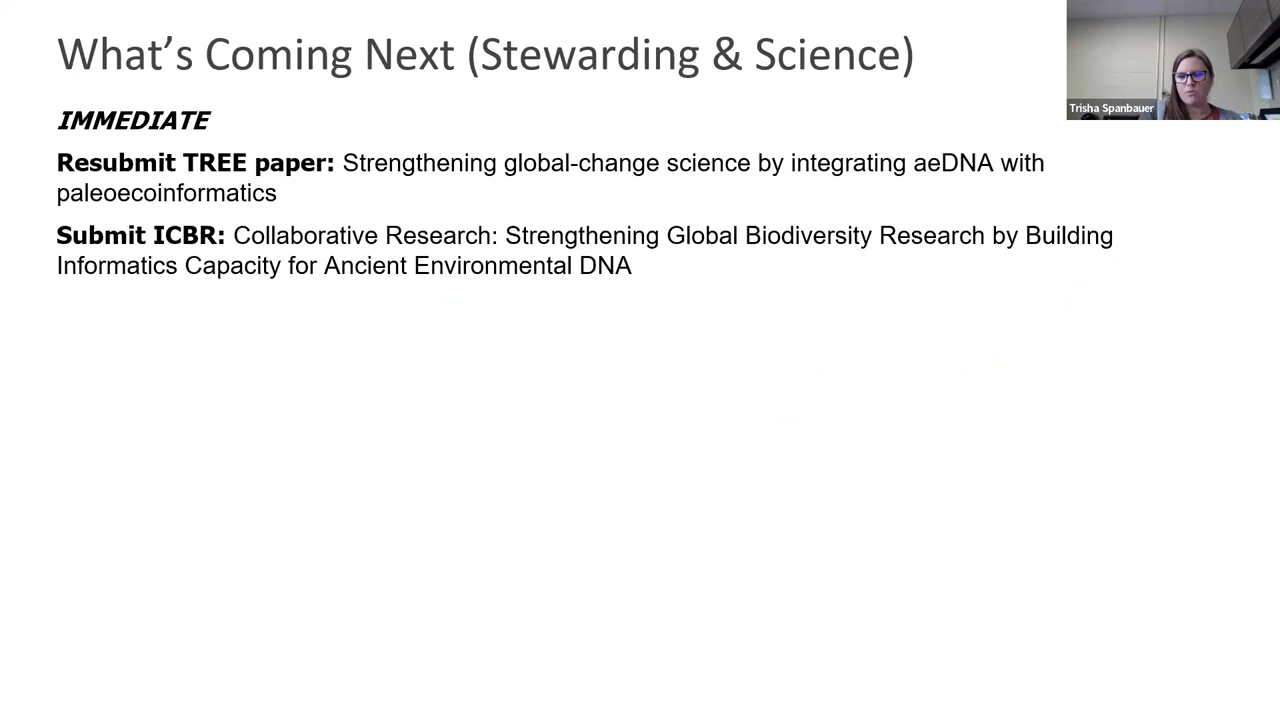 What's Coming Next (Stewarding & Science)
Trisha Spanbauer
IMMEDIATE
Resubmit TREE paper: Strengthening global-change science by integrating aeDNA with
paleoecoinformatics
Submit ICBR: Collaborative Research: Strengthening Global Biodiversity Research by Building
Informatics Capacity for Ancient Environmental DNA